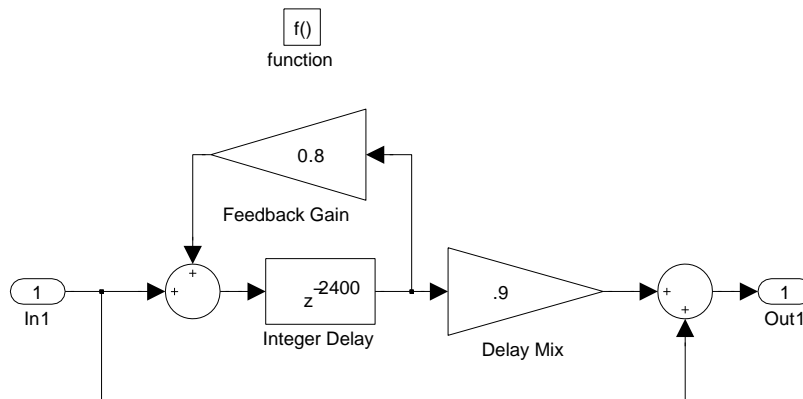 f()
function
0.8
Feedback Gain
+
1
In1
+
z^-2400
Integer Delay
.9
Delay Mix
+
+
1
Out1